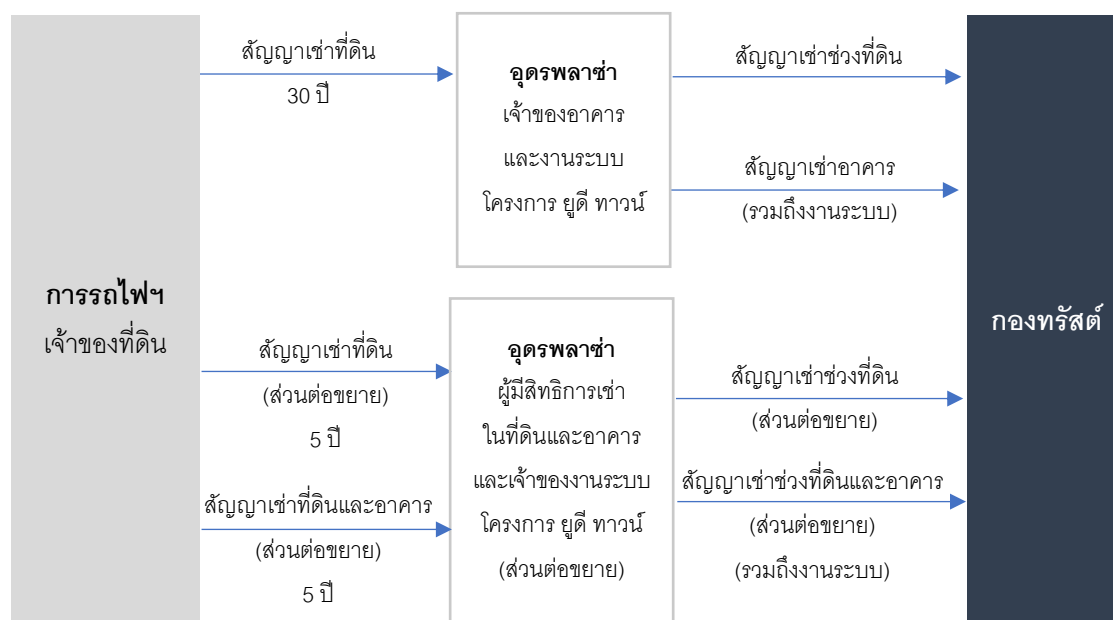 การรถไฟฯ
เจ้าของที่ดิน
สัญญาเช่าที่ดิน
30 ปี
อุดรพลาซ่า
เจ้าของอาคาร
และงานระบบ
โครงการ ยูดี ทาวน์
สัญญาเช่าช่วงที่ดิน
สัญญาเช่าอาคาร
(รวมถึงงานระบบ)
สัญญาเช่าที่ดิน
(ส่วนต่อขยาย)
5 ปี
สัญญาเช่าที่ดินและอาคาร
(ส่วนต่อขยาย)
5 ปี
อุดรพลาซ่า
ผู้มีสิทธิการเช่า
ในที่ดินและอาคาร
และเจ้าของงานระบบ
โครงการ ยูดี ทาวน์
(ส่วนต่อขยาย)
สัญญาเช่าช่วงที่ดิน
(ส่วนต่อขยาย)
สัญญาเช่าช่วงที่ดินและอาคาร
(ส่วนต่อขยาย)
(รวมถึงงานระบบ)
กองทรัสต์